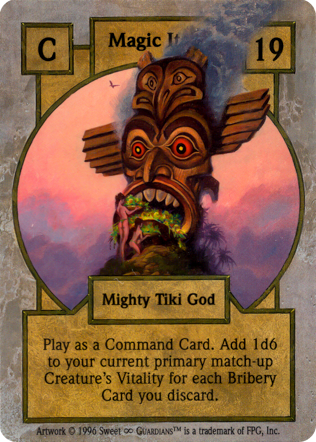 C
Magic
19
Mighty Tiki God
Play as a Command Card. Add 1d6
to your current primary match-up
Creature's Vitality for each Bribery
Card you discard.
Artwork © 1996 Sweet ∞ GUARDIANS™ is a trademark of FPG, Inc.